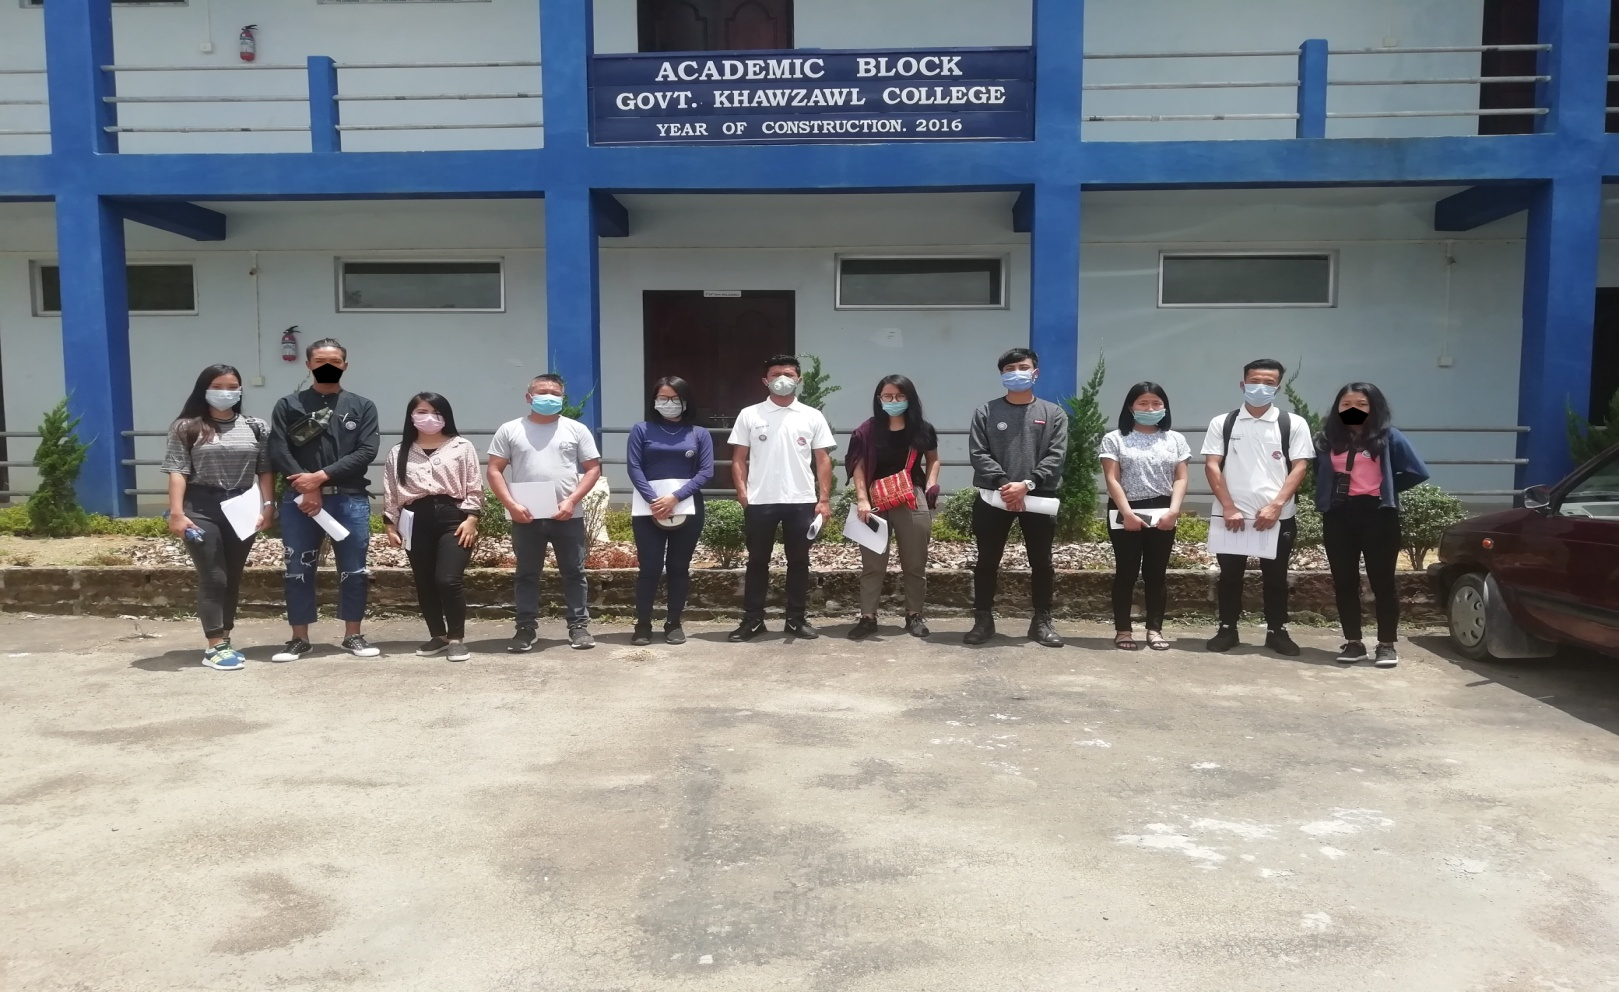 ACADEMIC BLOCK
GOVT. KHAWZAWL COLLEGE
YEAR OF CONSTRUCTION. 2016